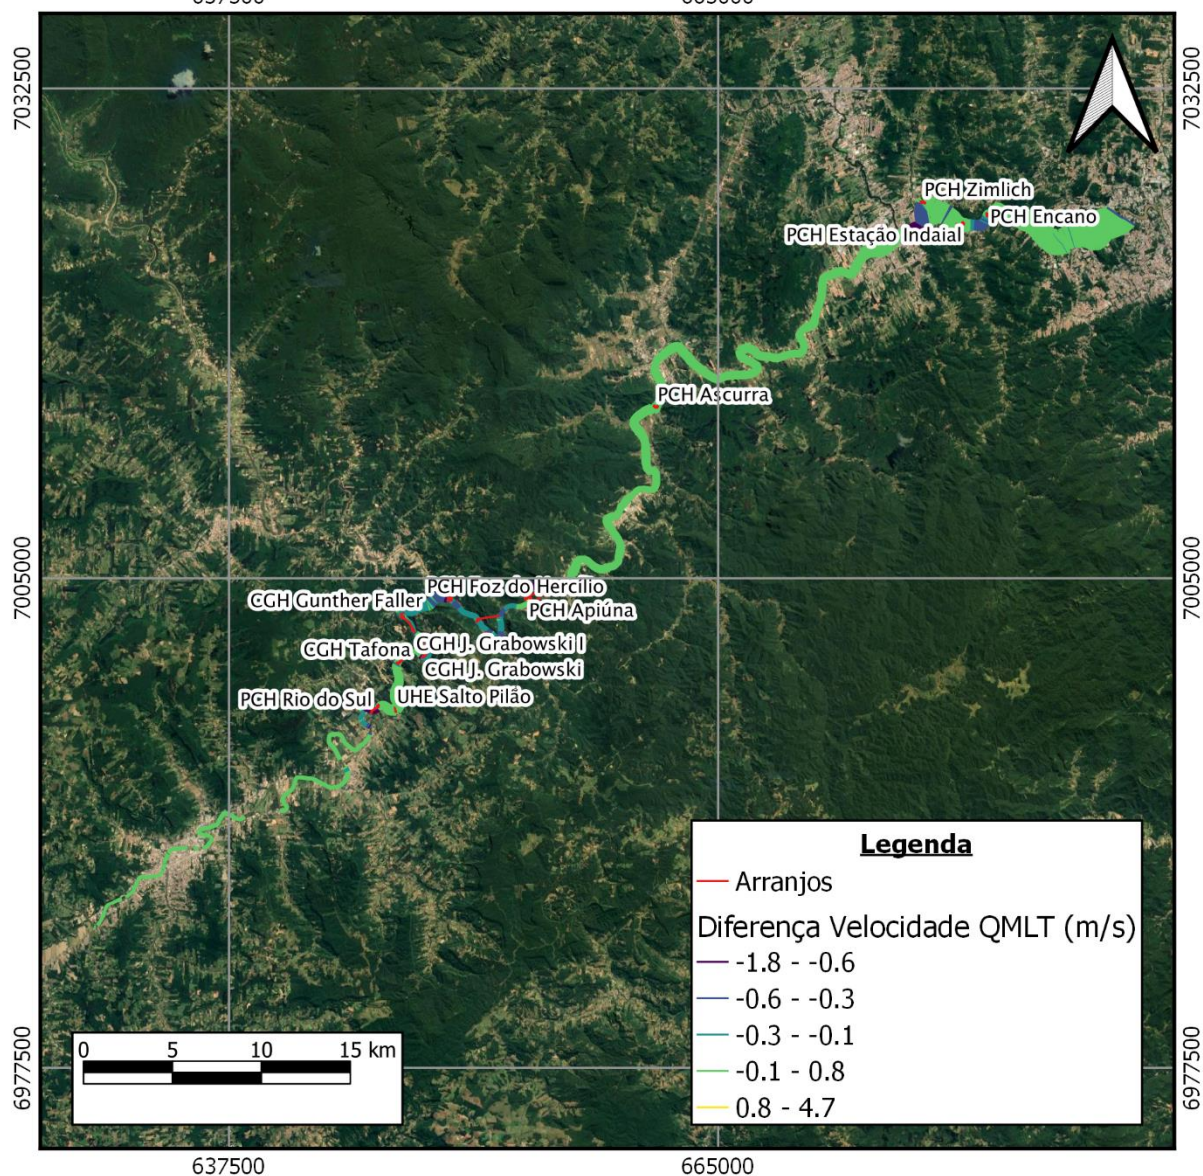 637500 665000
7032500 7032500
PCH Zimlich
PCH Encano
PCH Estação Indaial
PCH Ascurra
7005000 7005000
PCH Foz do Hercílio
CGH Gunther Faller
PCH Apiúna
CGH J. Grabowski I
CGH Tafona
CGH J. Grabowski
PCH Rio do Sul
UHE Salto Pilão
Legenda
Arranjos
Diferença Velocidade QMLT (m/s)
-1.8 - -0.6
-0.6 - -0.3
-0.3 - -0.1
-0.1 - 0.8
0.8 - 4.7
0 5 10 15 km
6977500 6977500
637500 665000